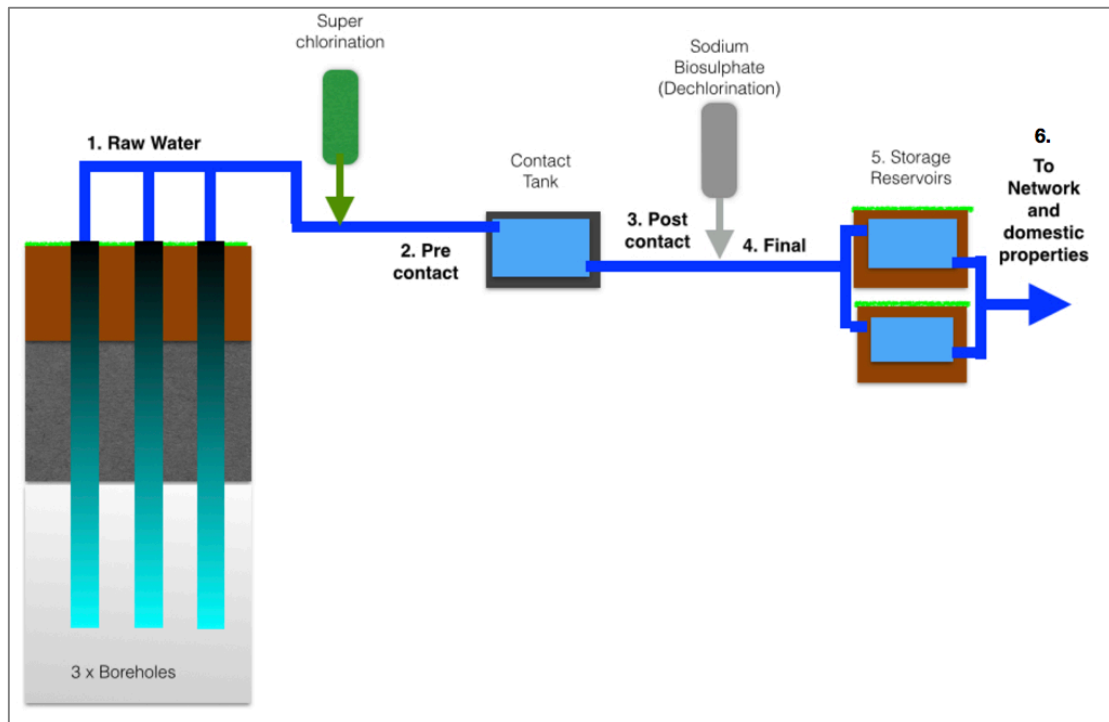 Super
chlorination
Sodium
Biosulphate
(Dechlorination)
1. Raw Water
Contact
Tank
5. Storage
Reservoirs
6.
To
Network
and
domestic
properties
2. Pre
contact
3. Post
contact
4. Final
3 x Boreholes